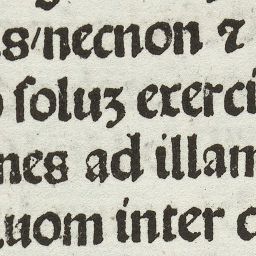 s/necnon ⁊
ſoluꝫ exerci
nes ad illam
uom inter c